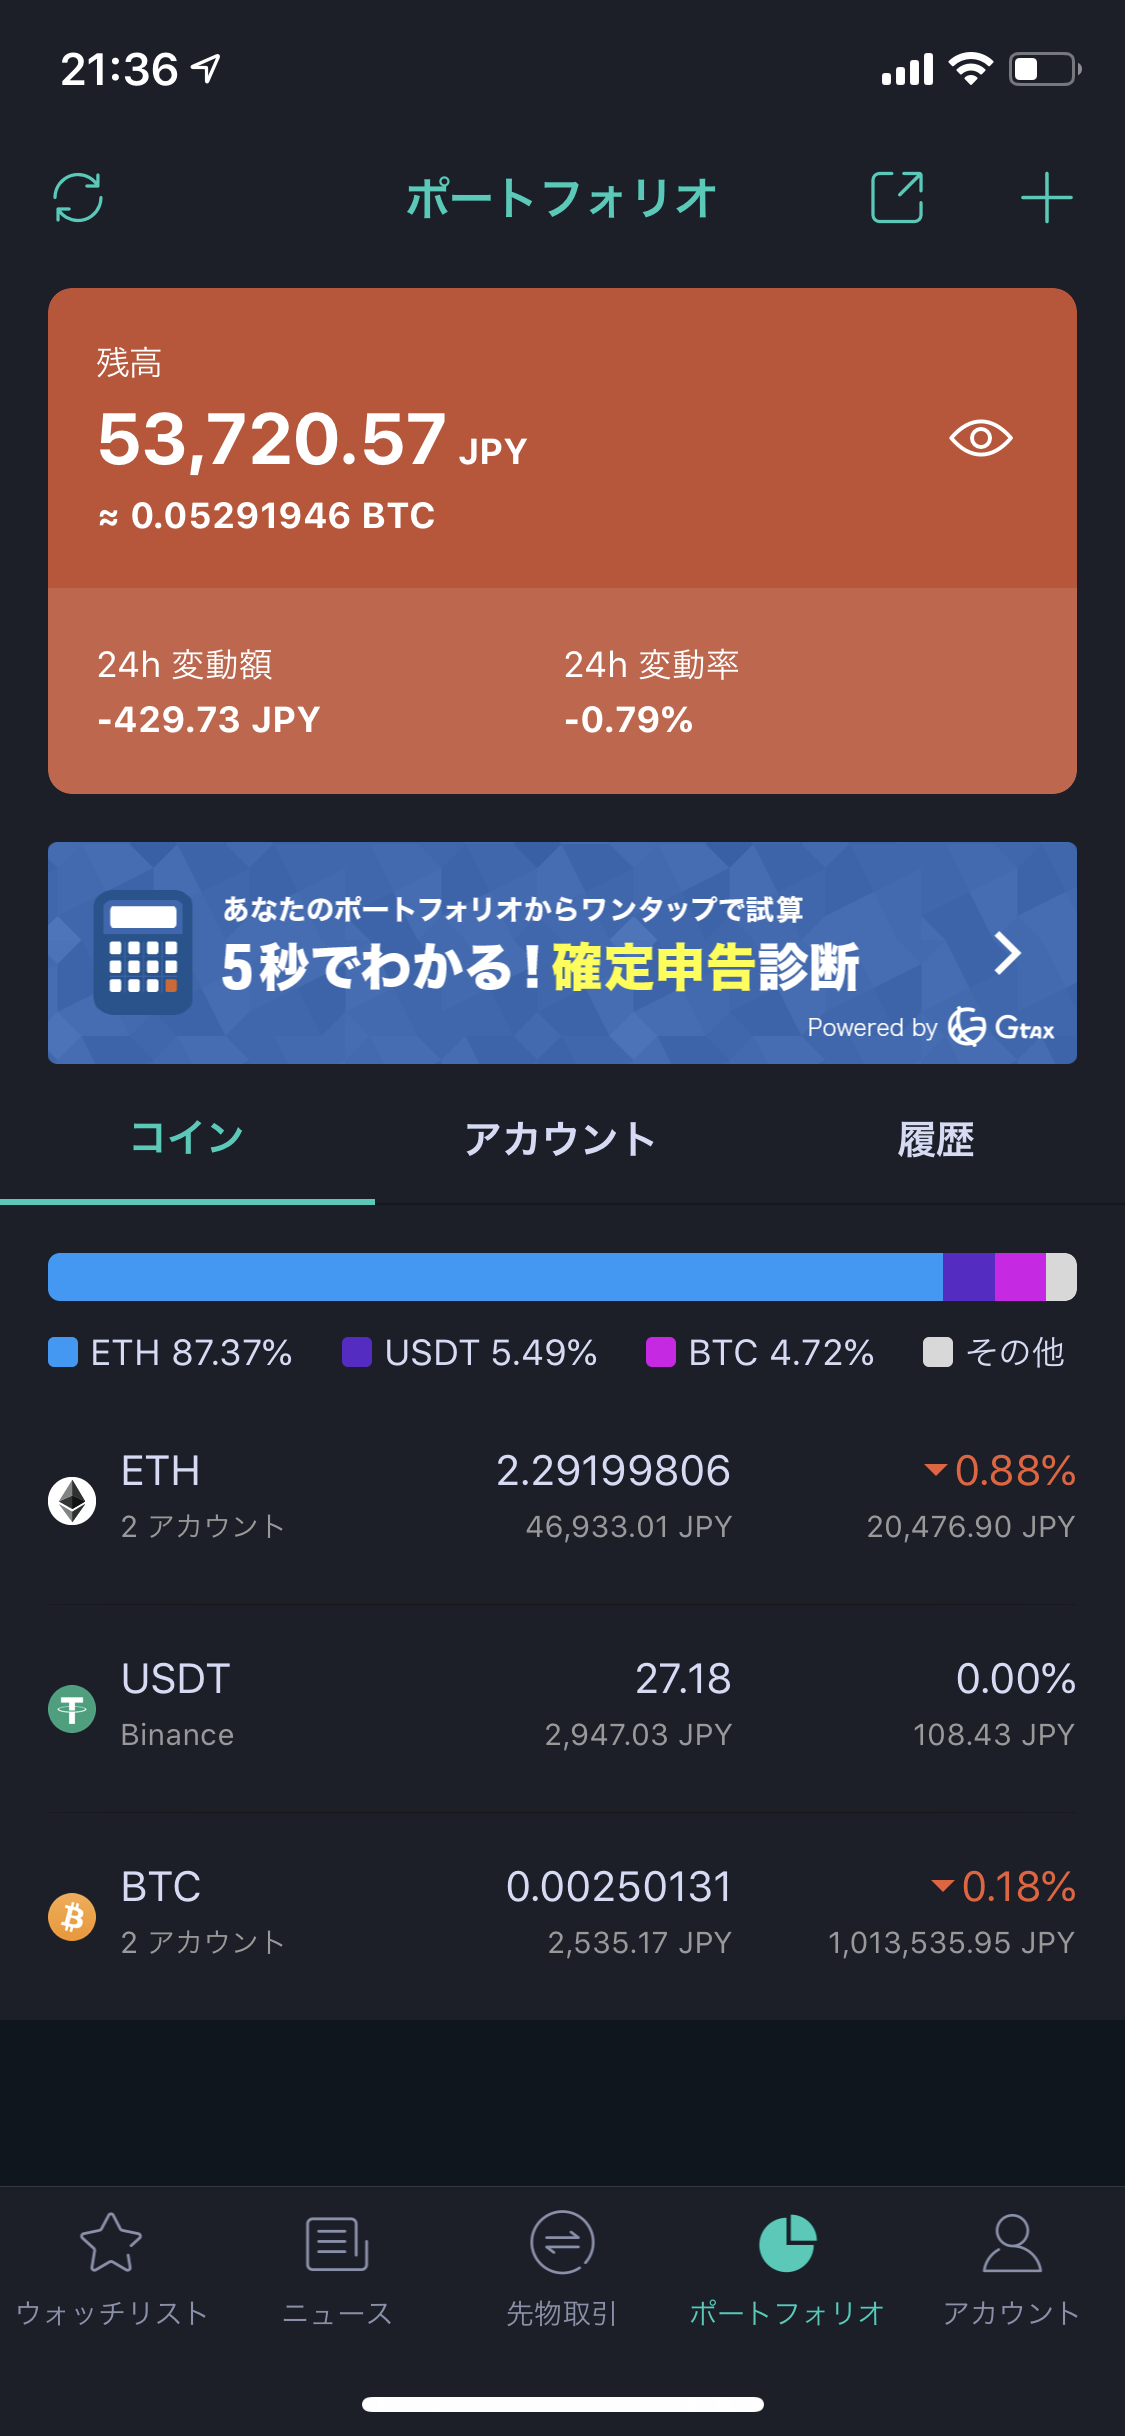 21:36
ポートフォリオ
残高
53,720.57 JPY
≈ 0.05291946 BTC
24h 変動額 24h 変動率
-429.73 JPY -0.79%
あなたのポートフォリオからワンタップで試算
5秒でわかる!確定申告診断
Powered by GTAX
コイン アカウント 履歴
ETH 87.37% USDT 5.49% BTC 4.72% その他
ETH 2.29199806 0.88%
2 アカウント 46,933.01 JPY 20,476.90 JPY
USDT 27.18 0.00%
Binance 2,947.03 JPY 108.43 JPY
BTC 0.00250131 0.18%
2 アカウント 2,535.17 JPY 1,013,535.95 JPY
ウォッチリスト ニュース 先物取引 ポートフォリオ アカウント